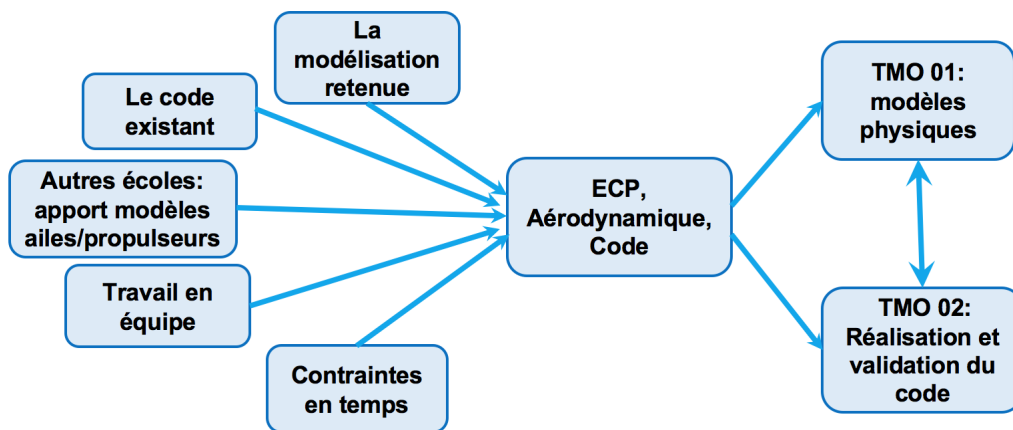 La
modélisation
retenue
Le code
existant
Autres écoles:
apport modèles
ailes/propulseurs
Travail en
équipe
Contraintes
en temps
ECP,
Aérodynamique,
Code
TMO 01:
modèles
physiques
TMO 02:
Réalisation et
validation du
code